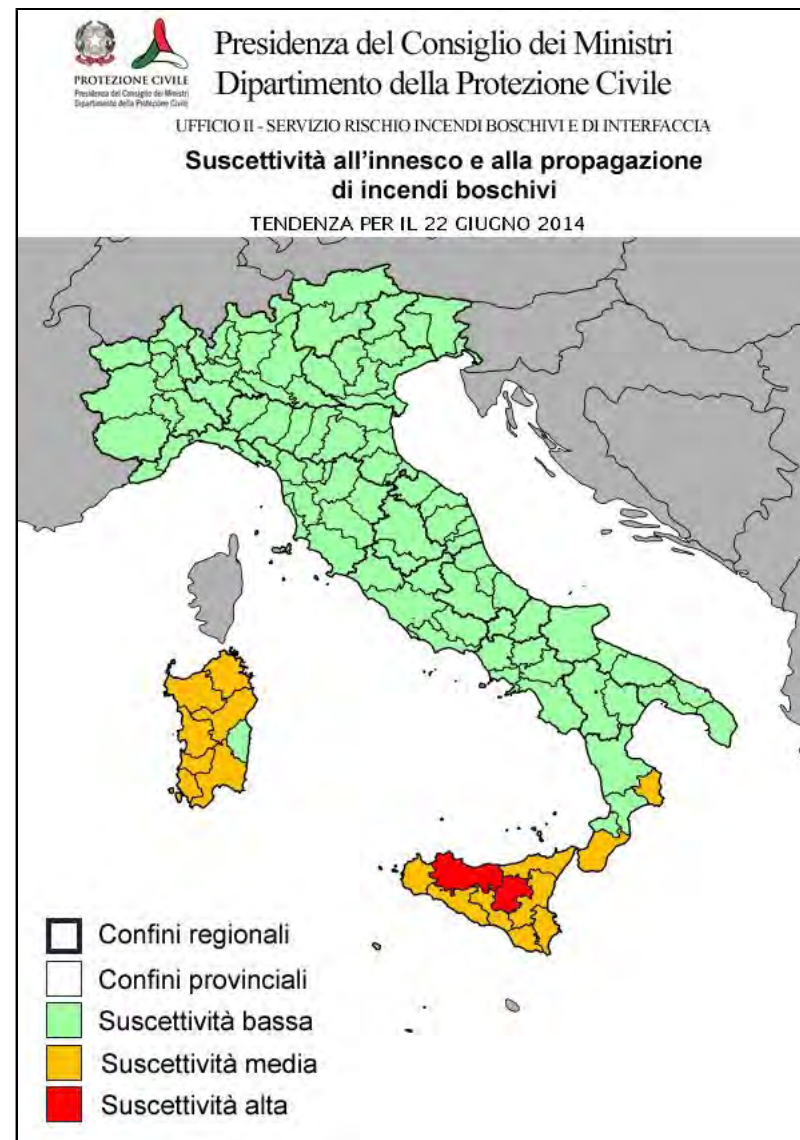 PROTEZIONE CIVILE
Presidenza del Consiglio dei Ministri
Dipartimento della Protezione Civile
Presidenza del Consiglio dei Ministri
Dipartimento della Protezione Civile
UFFICIO II - SERVIZIO RISCHIO INCENDI BOSCHIVI E DI INTERFACCIA
Suscettività all'innesco e alla propagazione
di incendi boschivi
TENDENZA PER IL 22 GIUGNO 2014
Confini regionali
Confini provinciali
Suscettività bassa
Suscettività media
Suscettività alta